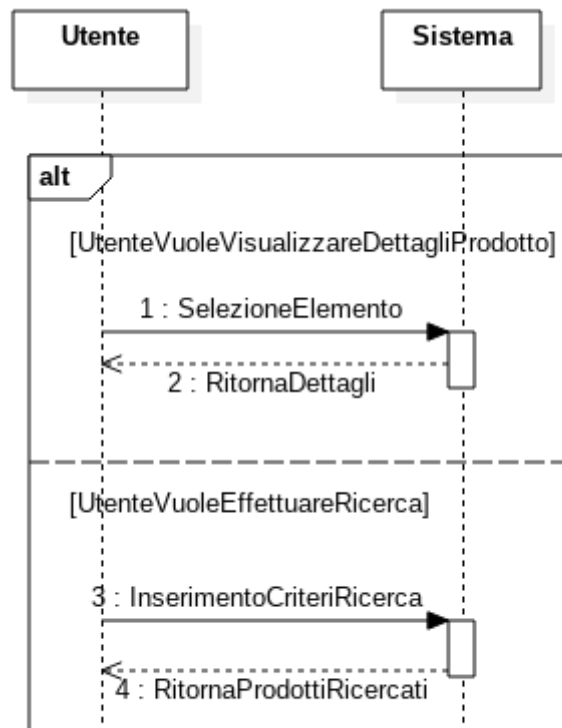 Utente
Sistema
alt
[UtenteVuoleVisualizzareDettagliProdotto]
1 : SelezioneElemento
2 : RitornaDettagli
[UtenteVuoleEffettuareRicerca]
3 : InserimentoCriteriRicerca
4 : RitornaProdottiRicercati